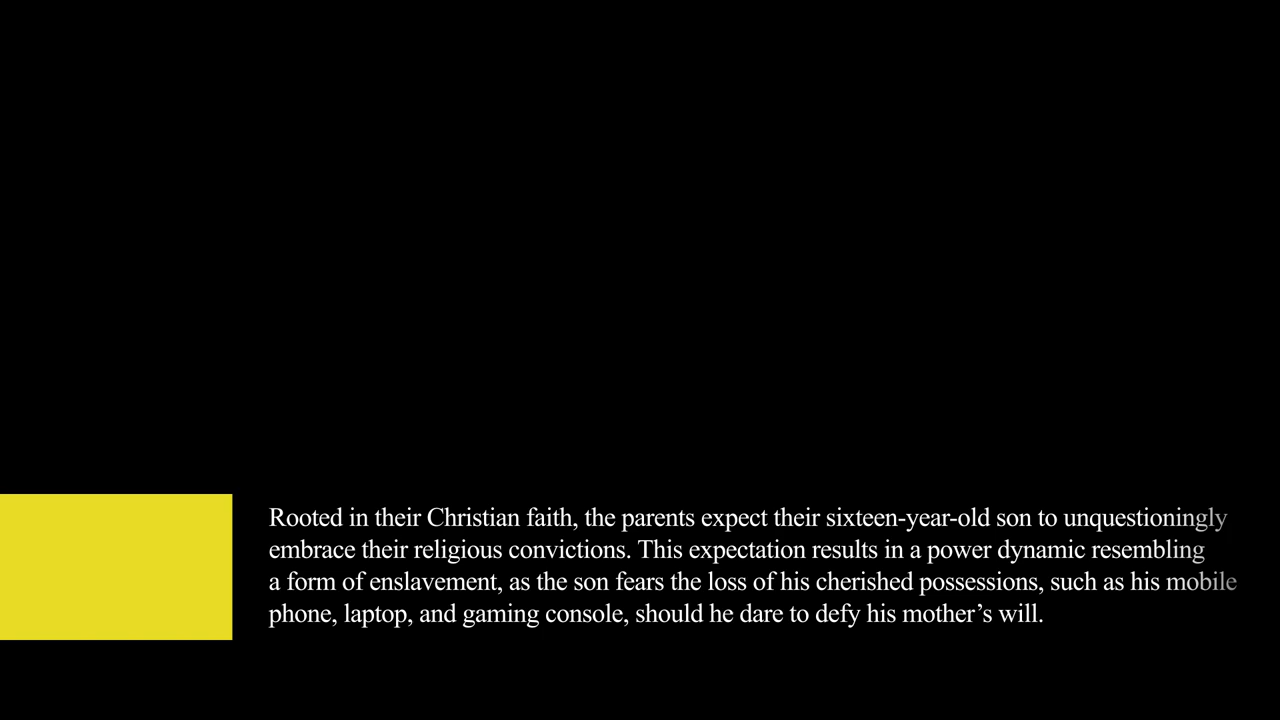 Rooted in their Christian faith, the parents expect their sixteen-year-old son to unquestioningly
embrace their religious convictions. This expectation results in a power dynamic resembling
a form of enslavement, as the son fears the loss of his cherished possessions, such as his mobile
phone, laptop, and gaming console, should he dare to defy his mother’s will.